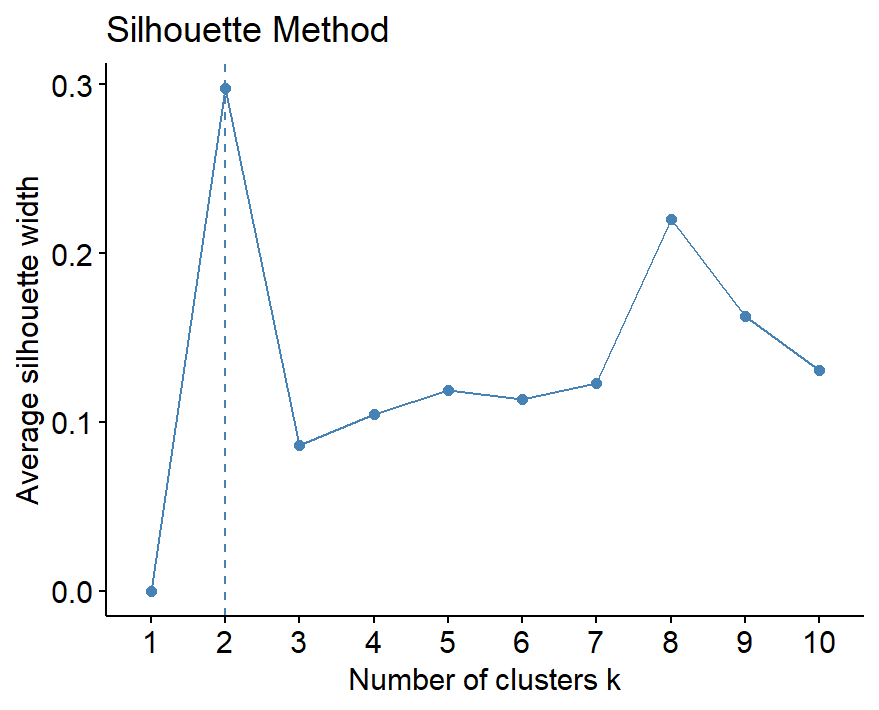 Silhouette Method
Average silhouette width
0.3
0.2
0.1
0.0
1 2 3 4 5 6 7 8 9 10
Number of clusters k